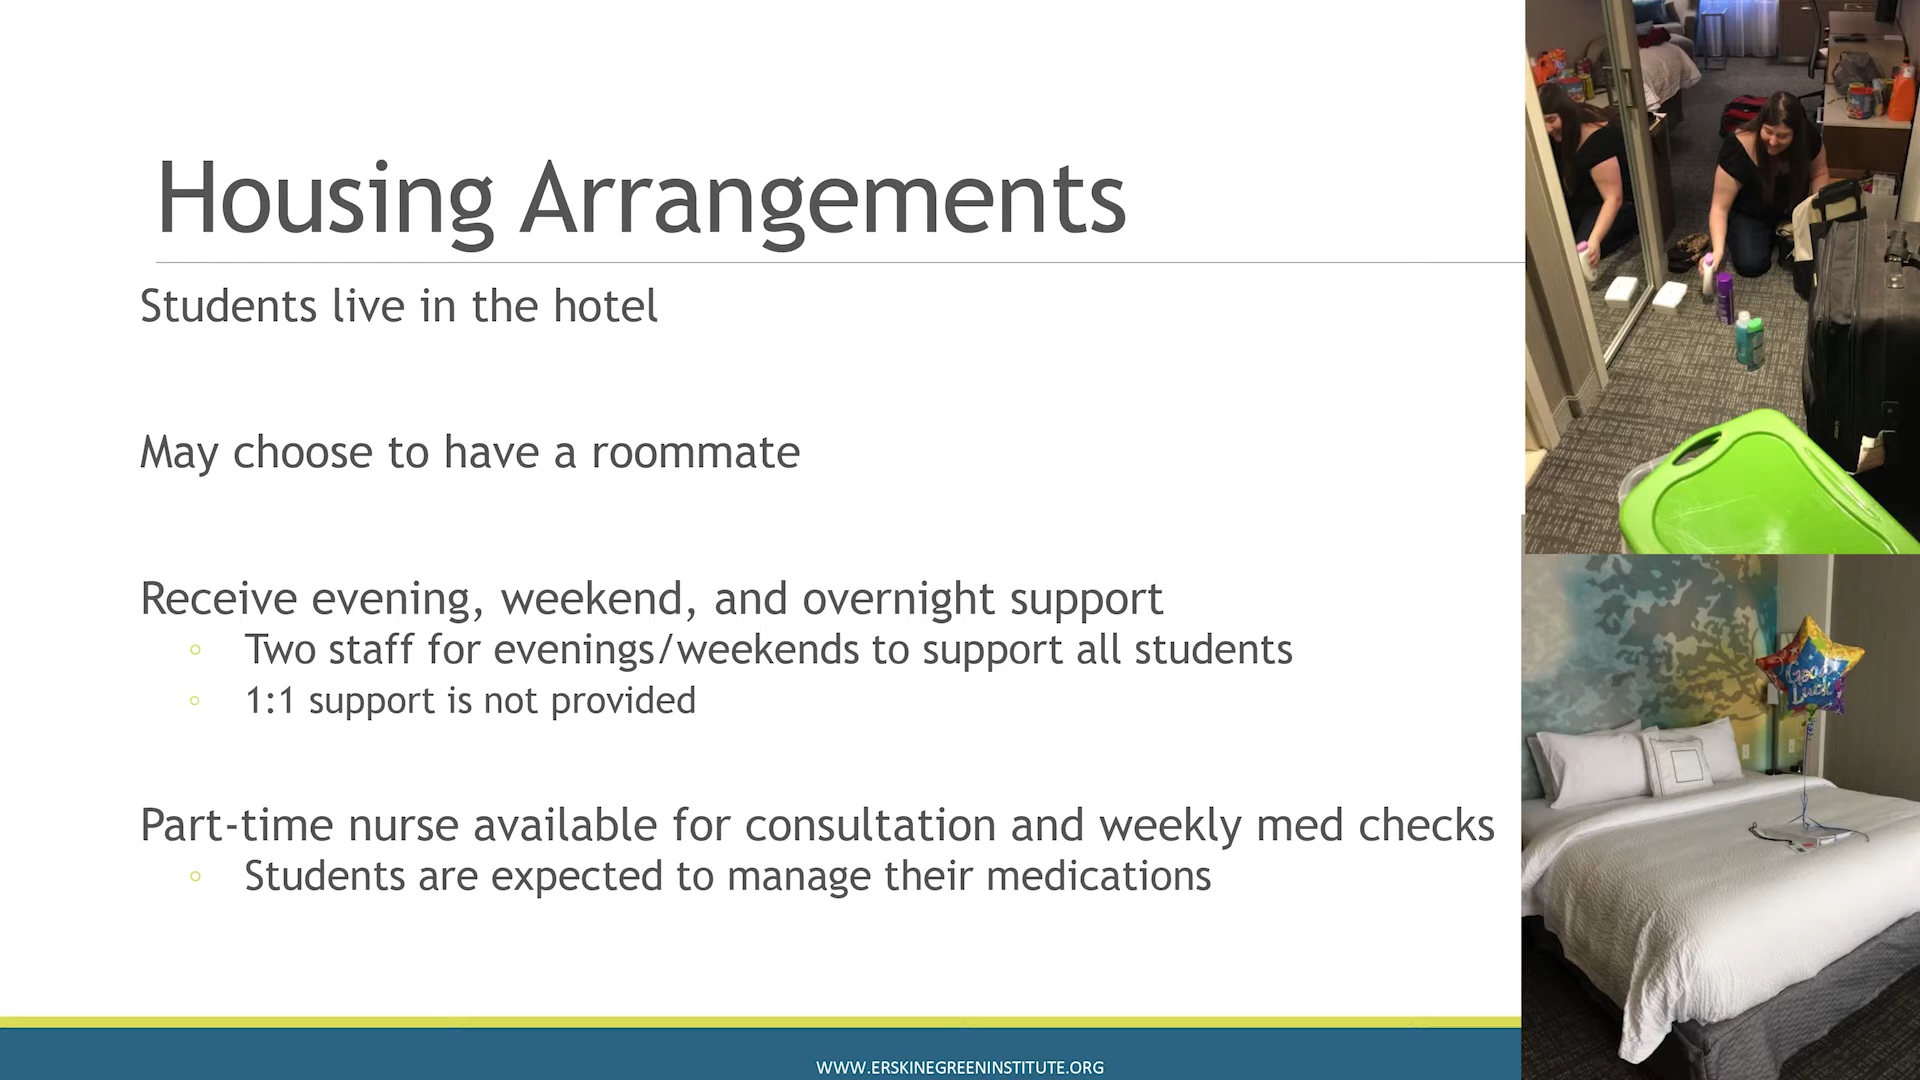 Housing Arrangements
Students live in the hotel
May choose to have a roommate
Receive evening, weekend, and overnight support
Two staff for evenings/weekends to support all students
1:1 support is not provided
Part-time nurse available for consultation and weekly med checks
Students are expected to manage their medications
Good
Luck
WWW.ERSKINEGREENINSTITUTE.ORG